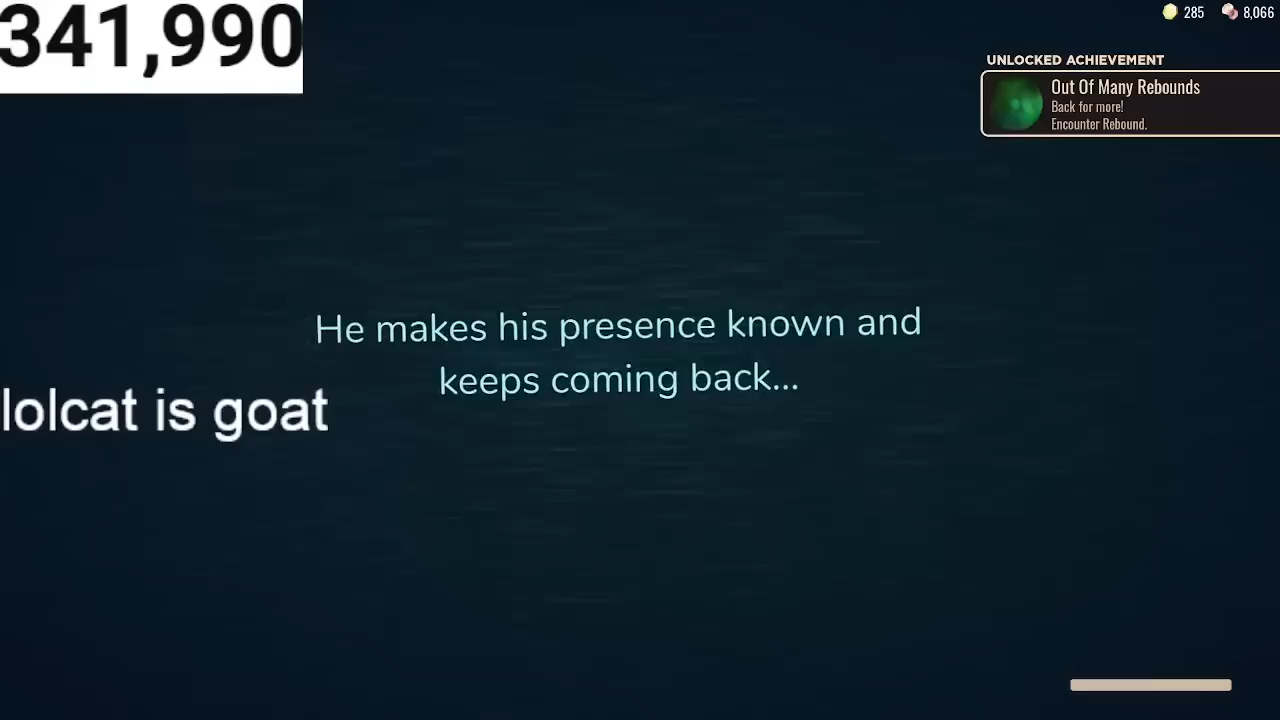 341,990
285 8,066
UNLOCKED ACHIEVEMENT
Out Of Many Rebounds
Back for more!
Encounter Rebound.
He makes his presence known and
keeps coming back...
lolcat is goat